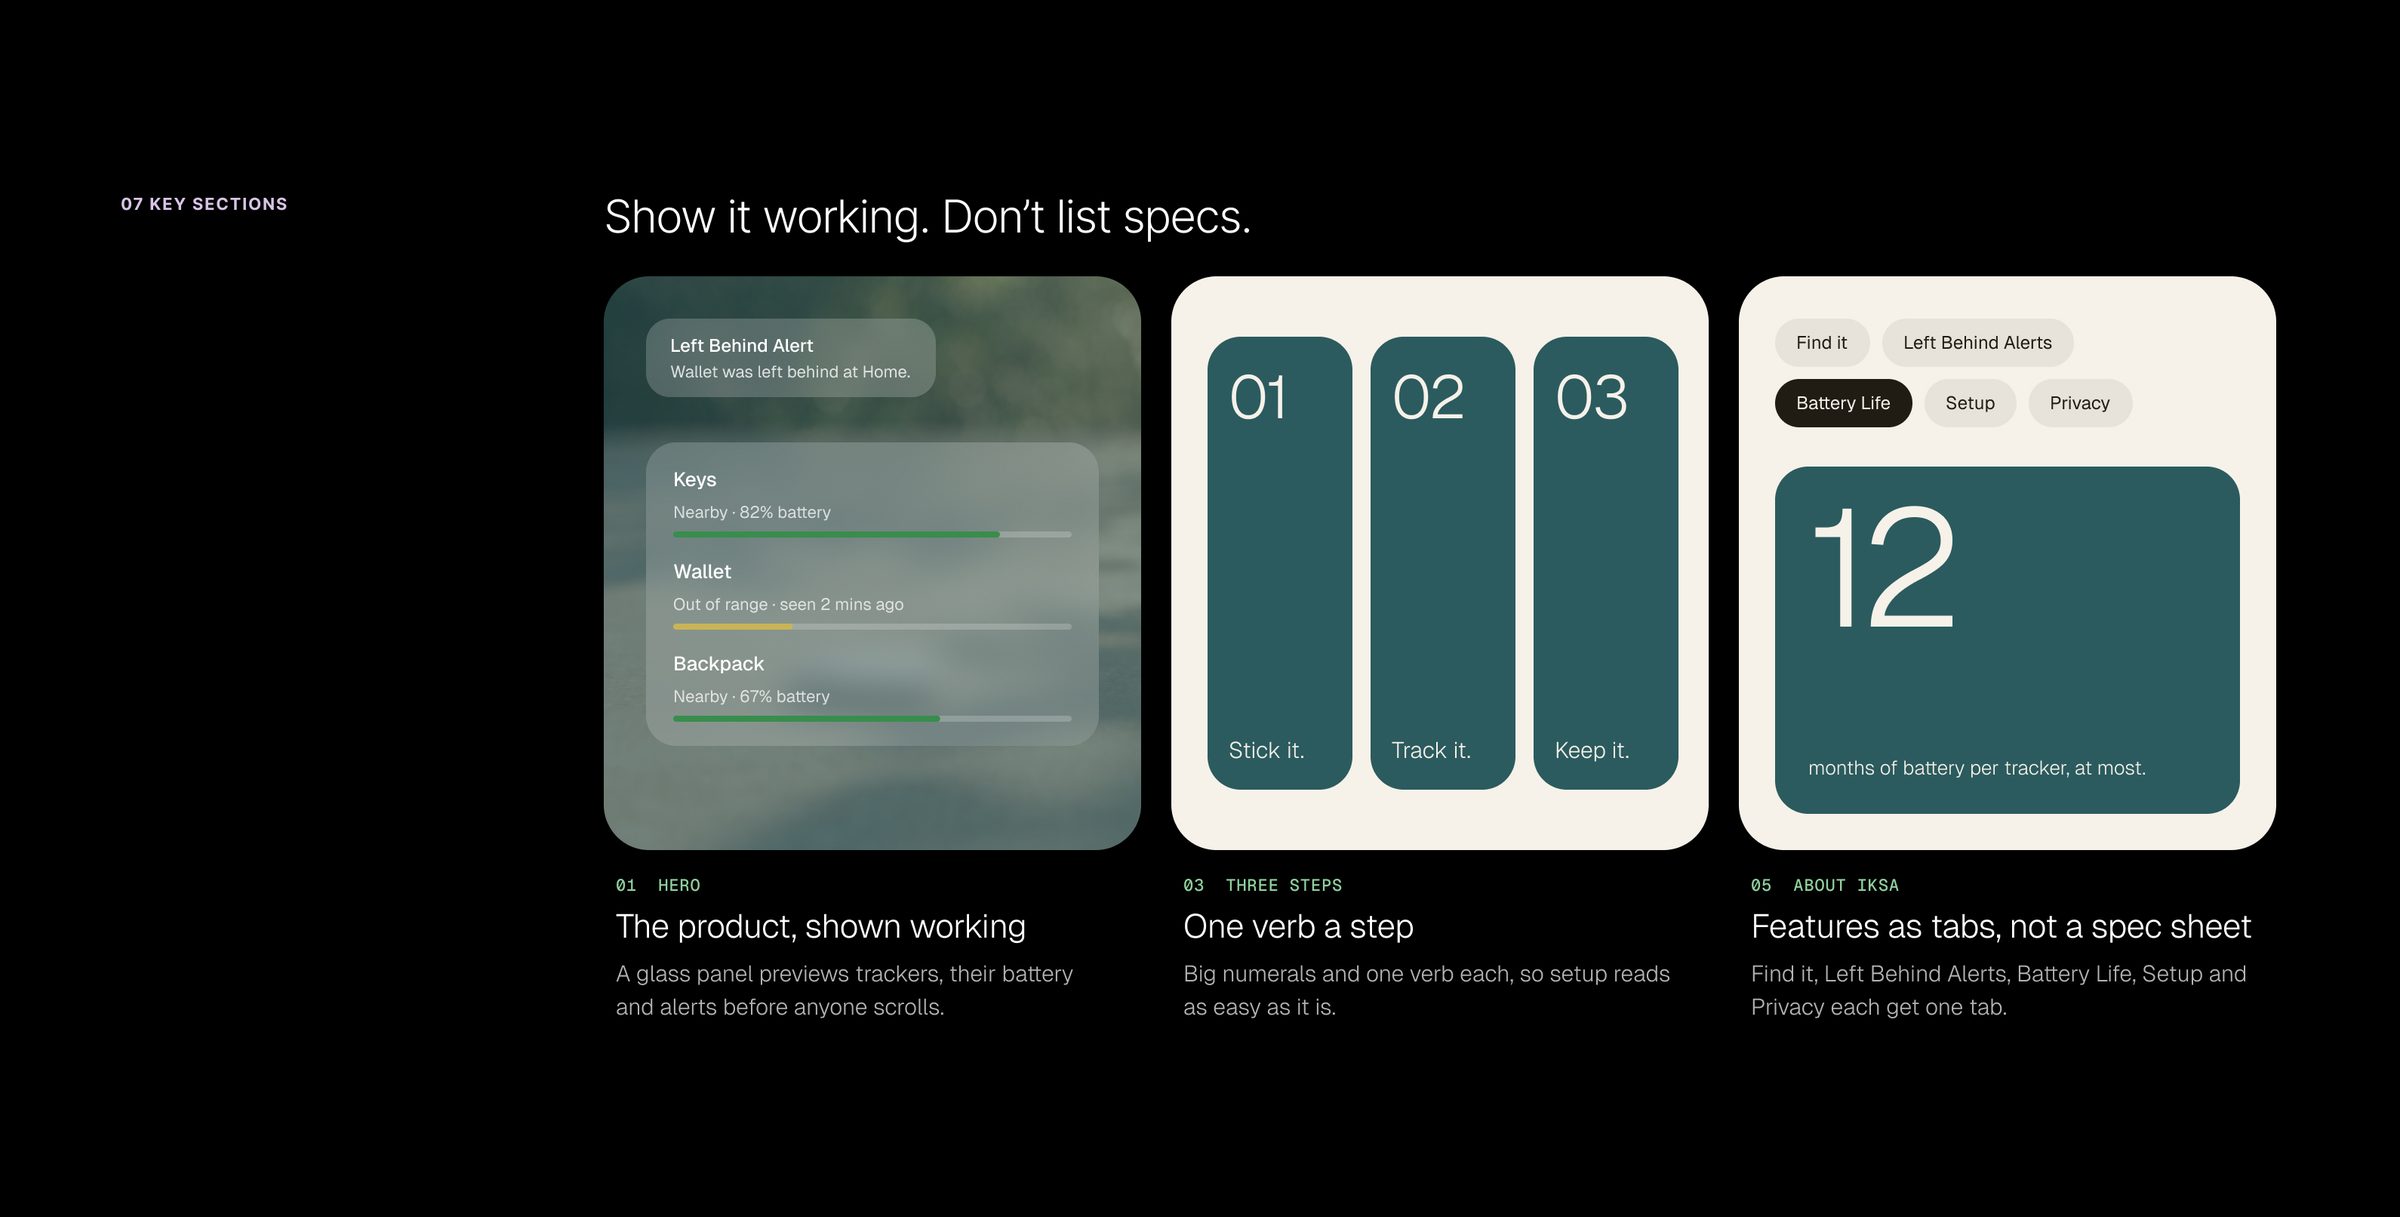 07 KEY SECTIONS
Show it working. Don’t list specs.
Left Behind Alert
Wallet was left behind at Home.
Keys
Nearby · 82% battery
Wallet
Out of range · seen 2 mins ago
Backpack
Nearby · 67% battery
01 HERO
The product, shown working
A glass panel previews trackers, their battery
and alerts before anyone scrolls.
01
Stick it.
02
Track it.
03
Keep it.
03 THREE STEPS
One verb a step
Big numerals and one verb each, so setup reads
as easy as it is.
Find it
Left Behind Alerts
Battery Life
Setup
Privacy
12
months of battery per tracker, at most.
05 ABOUT IKSA
Features as tabs, not a spec sheet
Find it, Left Behind Alerts, Battery Life, Setup and
Privacy each get one tab.